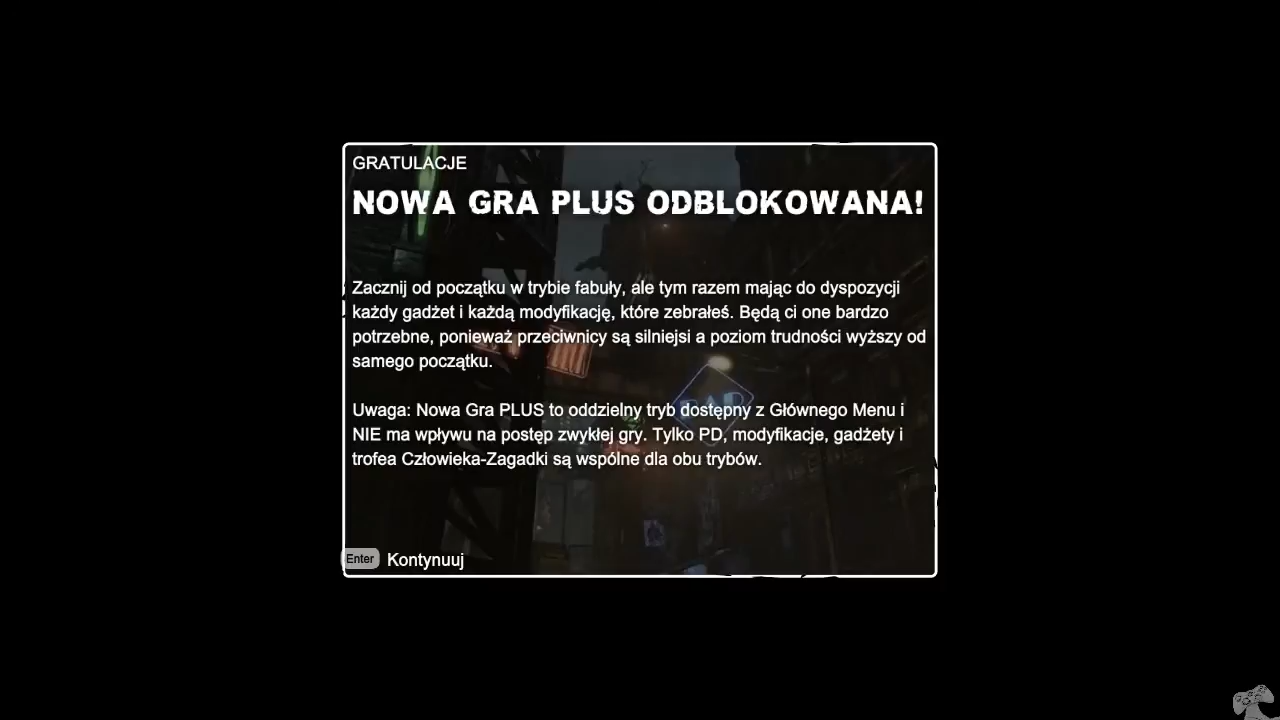 GRATULACJE
NOWA GRA PLUS ODBLOKOWANA!
Zacznij od początku w trybie fabuły, ale tym razem mając do dyspozycji
każdy gadżet i każdą modyfikację, które zebrałeś. Będą ci one bardzo
potrzebne, ponieważ przeciwnicy są silniejsi a poziom trudności wyższy od
samego początku.
Uwaga: Nowa Gra PLUS to oddzielny tryb dostępny z Głównego Menu i
NIE ma wpływu na postęp zwykłej gry. Tylko PD, modyfikacje, gadżety i
trofea Człowieka-Zagadki są wspólne dla obu trybów.
Enter Kontynuuj
BAR